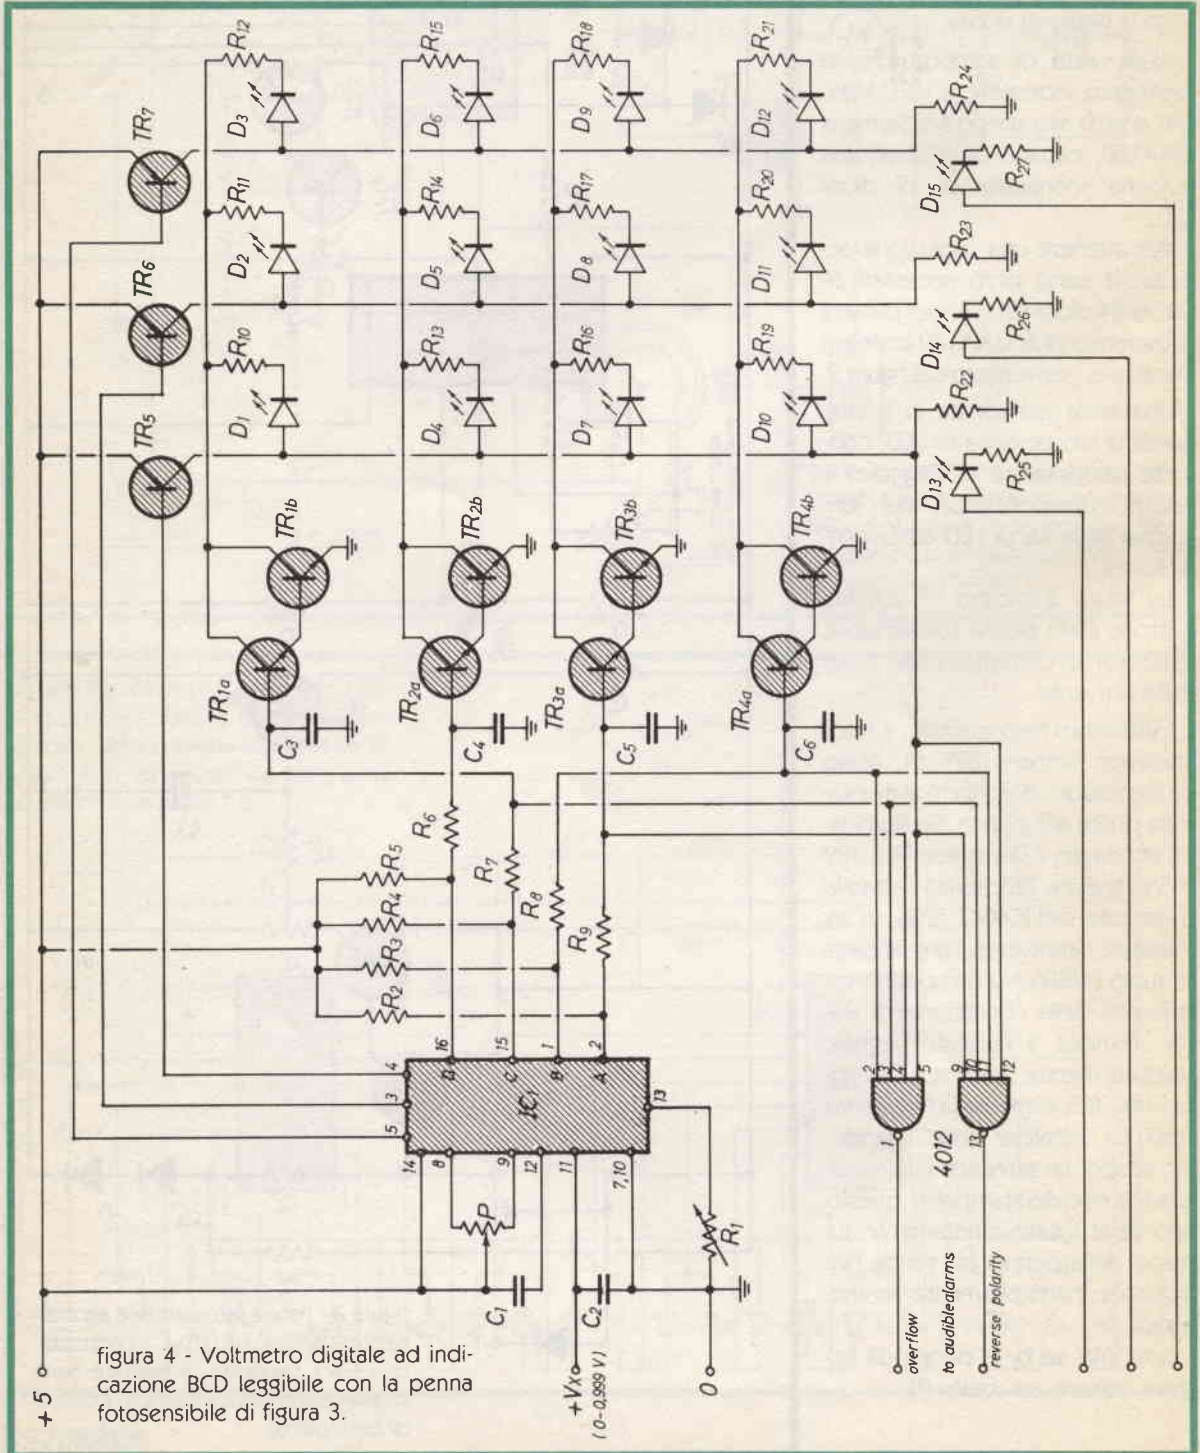 R12
R15
R18
R21
R24
D3
D6
D9
D12
TR7
R11
R14
R17
R20
D15
R27
D2
D5
D8
D11
R23
TR6
R10
R13
R16
R19
D14
R26
D1
D4
D7
D10
R22
TR5
D13
R25
TR1b
TR2b
TR3b
TR4b
TR1a
TR2a
TR3a
TR4a
C3
C4
C5
C6
R6
R5
R7
R4
R8
R3
R9
R2
4
3
5
16
15
1
2
D
C
B
A
IC1
13
14
8
9
12
11
7,10
P
R1
C1
C2
2
3
4
5
9
10
11
12
1
13
4012
+5
+Vx
(0-0,999 V)
0
overflow
to audiblealarms
reverse polarity
figura 4 - Voltmetro digitale ad indi-
cazione BCD leggibile con la penna
fotosensibile di figura 3.